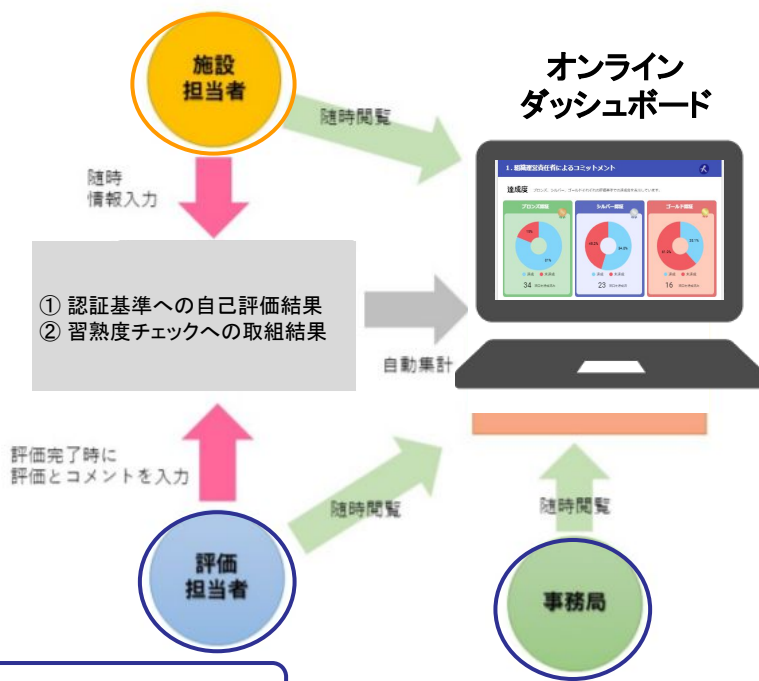 施設
担当者
オンライン
ダッシュボード
随時閲覧
随時
情報入力
1. 組織運営責任者によるコミットメント
達成度
ブロンズ認証
シルバー認証
ゴールド認証
34
23
16
① 認証基準への自己評価結果
② 習熟度チェックへの取組結果
自動集計
評価完了時に
評価とコメントを入力
随時閲覧
随時閲覧
評価
担当者
事務局